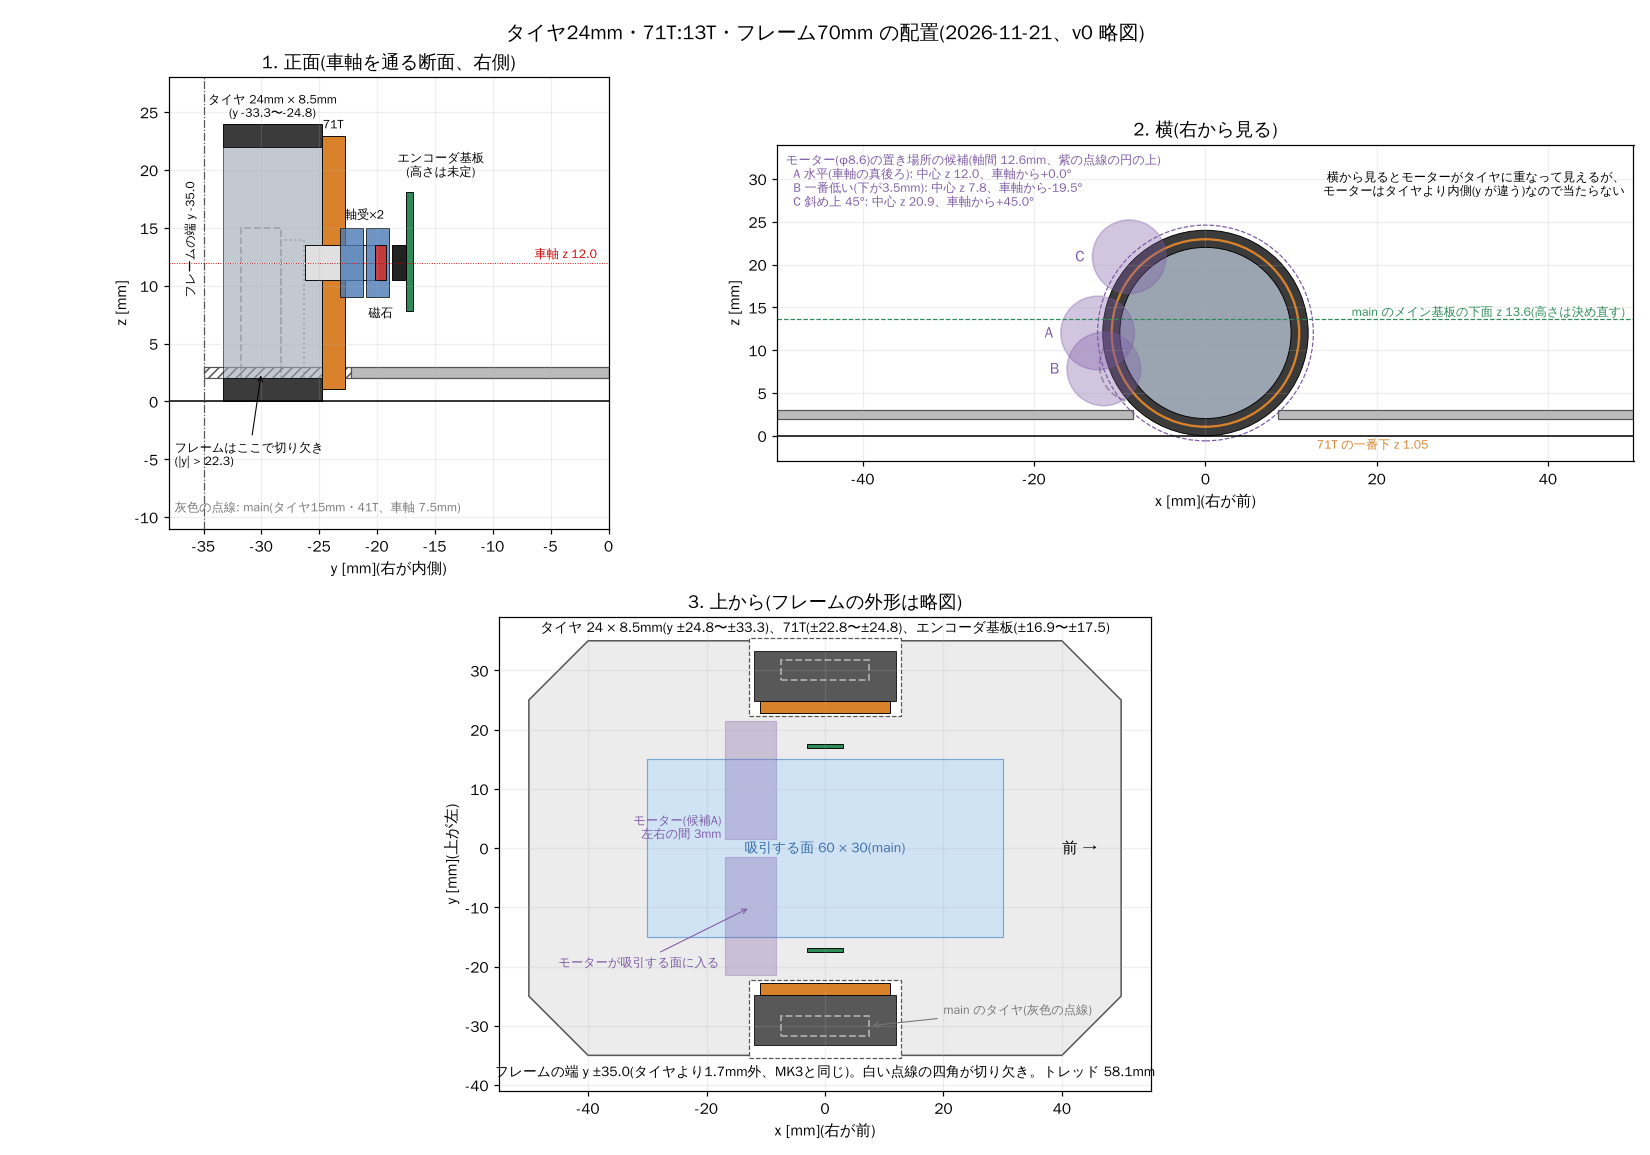 タイヤ24mm・71T:13T・フレーム70mm の配置(2026-11-21、v0 略図)
1. 正面(車軸を通る断面、右側)
タイヤ 24mm × 8.5mm
(y -33.3〜-24.8)
71T
エンコーダ基板
(高さは未定)
フレームの端 y -35.0
軸受×2
車軸 z 12.0
磁石
フレームはここで切り欠き
(|y| > 22.3)
灰色の点線: main(タイヤ15mm・41T、車軸 7.5mm)
z [mm]
25
20
15
10
5
0
-5
-10
-35
-30
-25
-20
-15
-10
-5
0
y [mm](右が内側)
2. 横(右から見る)
モーター(φ8.6)の置き場所の候補(軸間 12.6mm、紫の点線の円の上)
A 水平(車軸の真後ろ): 中心 z 12.0、車軸から+0.0°
B 一番低い(下が3.5mm): 中心 z 7.8、車軸から-19.5°
C 斜め上 45°: 中心 z 20.9、車軸から+45.0°
横から見るとモーターがタイヤに重なって見えるが、
モーターはタイヤより内側(y が違う)なので当たらない
C
A
B
main のメイン基板の下面 z 13.6(高さは決め直す)
71T の一番下 z 1.05
z [mm]
30
25
20
15
10
5
0
-40
-20
0
20
40
x [mm](右が前)
3. 上から(フレームの外形は略図)
タイヤ 24 × 8.5mm(y ±24.8〜±33.3)、71T(±22.8〜±24.8)、エンコーダ基板(±16.9〜±17.5)
モーター(候補A)
左右の間 3mm
吸引する面 60 × 30(main)
前 →
モーターが吸引する面に入る
main のタイヤ(灰色の点線)
フレームの端 y ±35.0(タイヤより1.7mm外、MK3と同じ)。白い点線の四角が切り欠き。トレッド 58.1mm
y [mm](上が左)
30
20
10
0
-10
-20
-30
-40
-40
-20
0
20
40
x [mm](右が前)